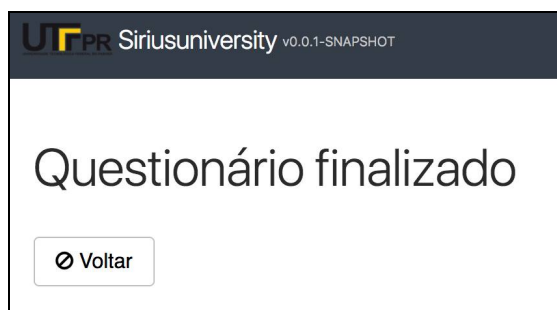 UTFPR Siriusuniversity v0.0.1-SNAPSHOT
Questionário finalizado
Voltar